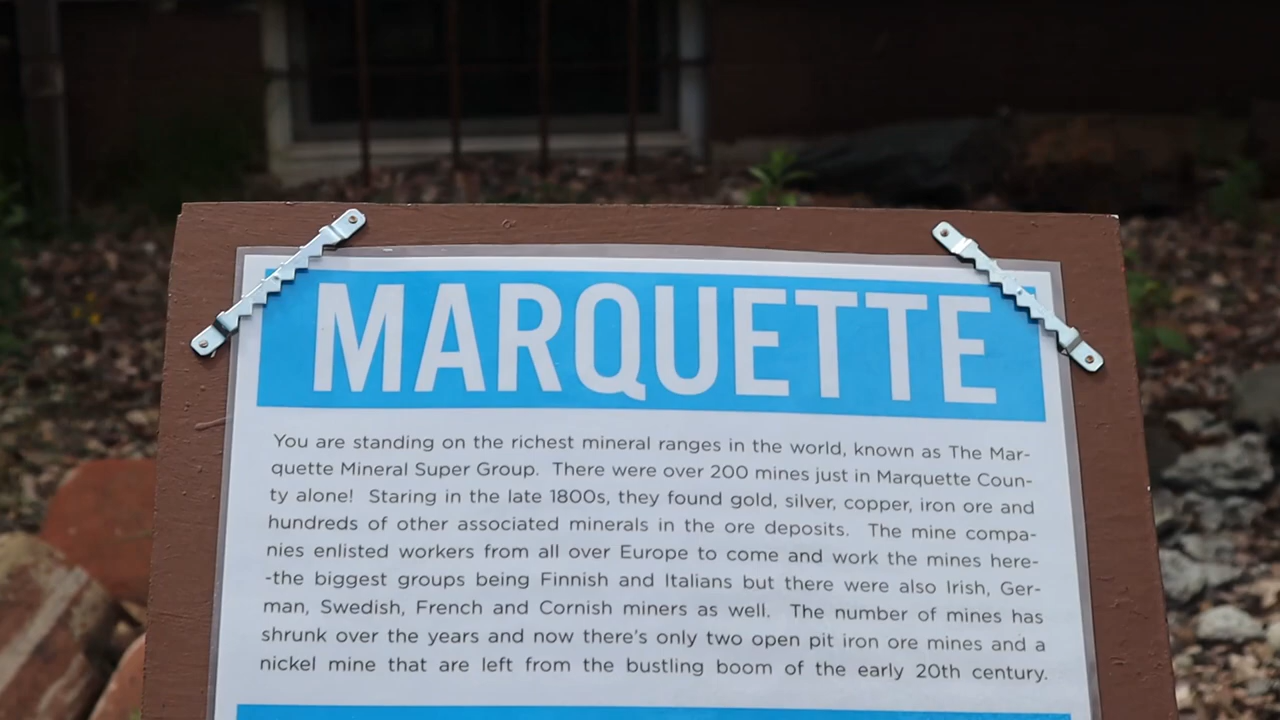 MARQUETTE
You are standing on the richest mineral ranges in the world, known as The Mar-
quette Mineral Super Group. There were over 200 mines just in Marquette Coun-
ty alone! Staring in the late 1800s, they found gold, silver, copper, iron ore and
hundreds of other associated minerals in the ore deposits. The mine compa-
nies enlisted workers from all over Europe to come and work the mines here-
-the biggest groups being Finnish and Italians but there were also Irish, Ger-
man, Swedish, French and Cornish miners as well. The number of mines has
shrunk over the years and now there's only two open pit iron ore mines and a
nickel mine that are left from the bustling boom of the early 20th century.